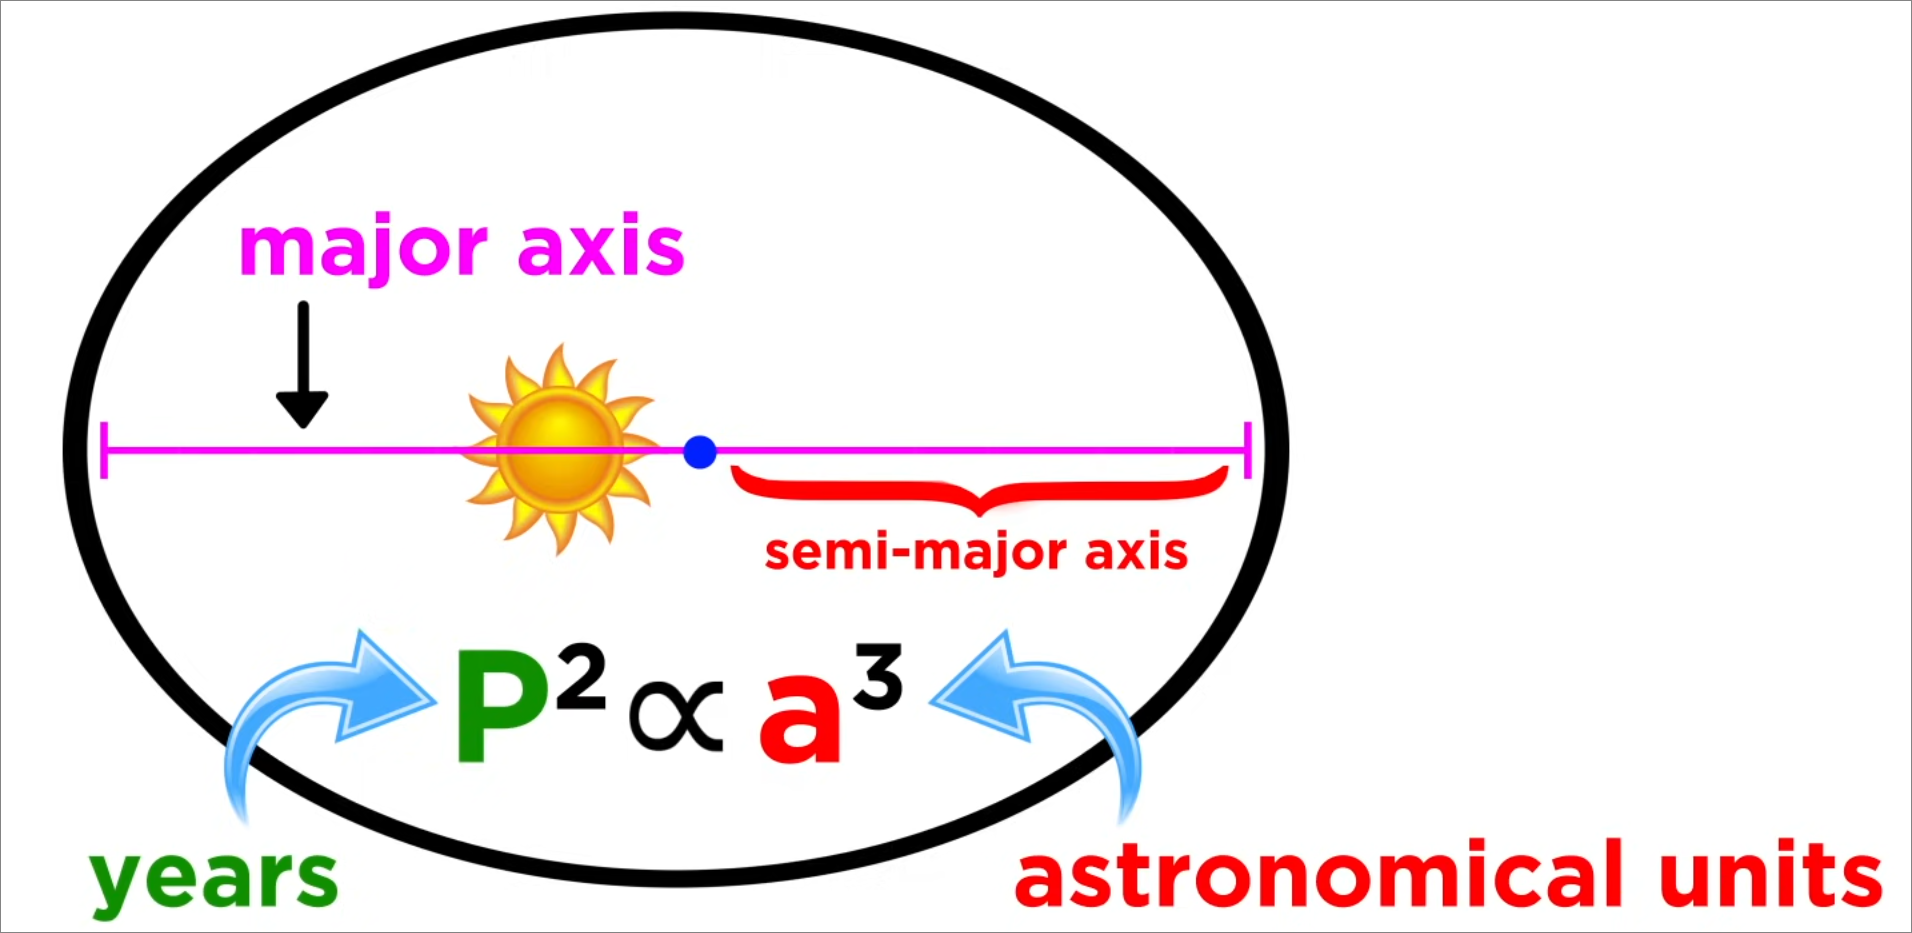 major axis
semi-major axis
P² ∝ a³
years
astronomical units